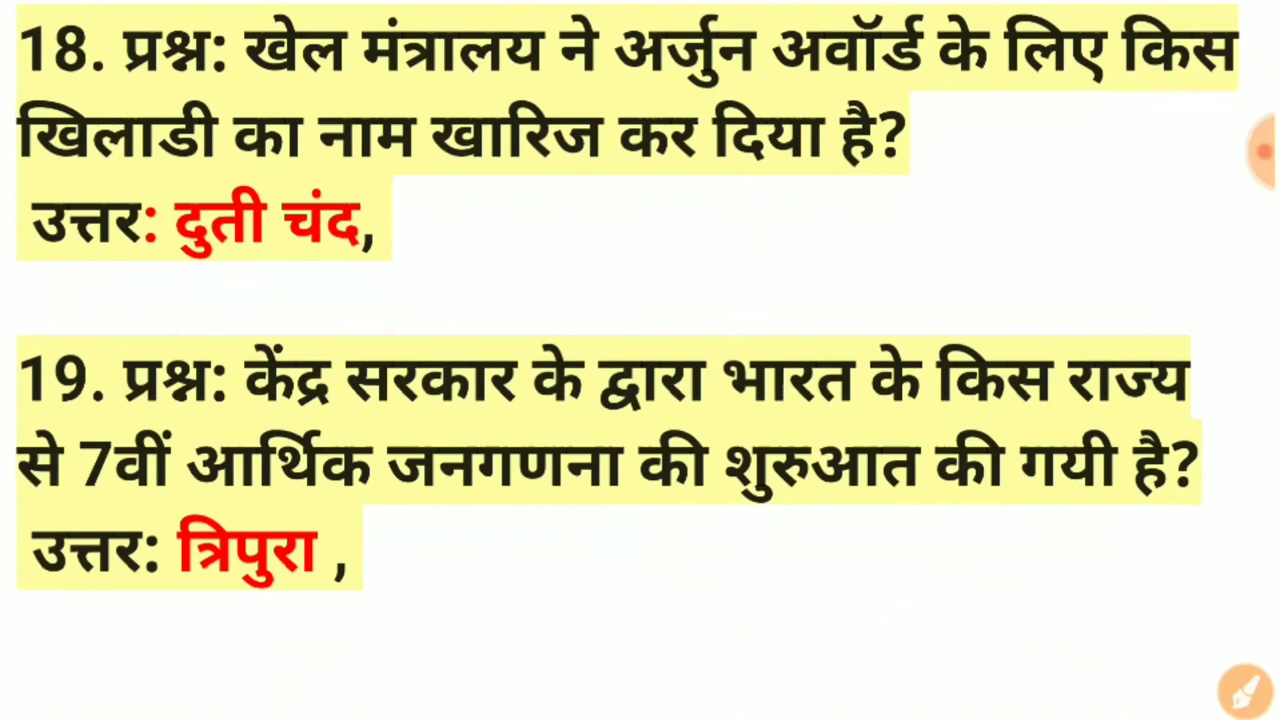 18. प्रश्न: खेल मंत्रालय ने अर्जुन अवॉर्ड के लिए किस
खिलाडी का नाम खारिज कर दिया है?
उत्तर: दुती चंद,
19. प्रश्न: केंद्र सरकार के द्वारा भारत के किस राज्य
से 7वीं आर्थिक जनगणना की शुरुआत की गयी है?
उत्तर: त्रिपुरा ,